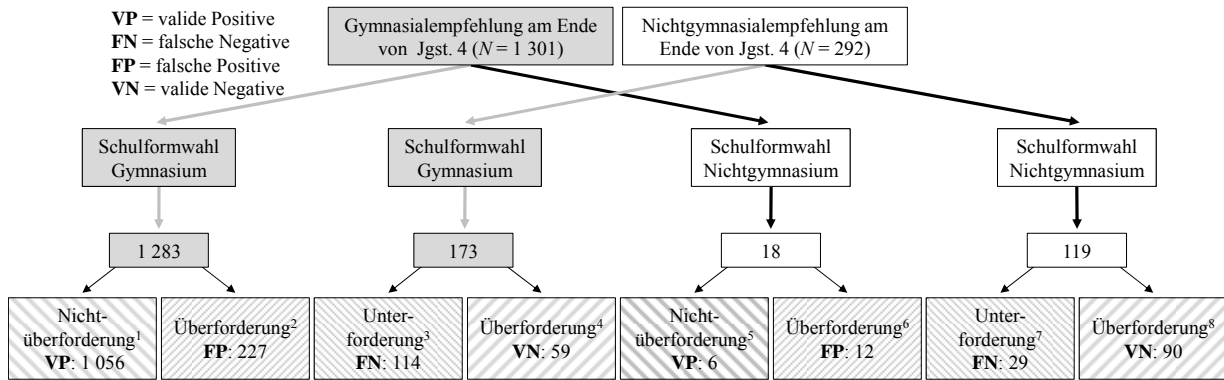 VP = valide Positive
FN = falsche Negative
FP = falsche Positive
VN = valide Negative
Gymnasialempfehlung am Ende
von Jgst. 4 (N = 1 301)
Nichtgymnasialempfehlung am
Ende von Jgst. 4 (N = 292)
Schulformwahl
Gymnasium
Schulformwahl
Gymnasium
Schulformwahl
Nichtgymnasium
Schulformwahl
Nichtgymnasium
1 283
173
18
119
Nicht-
überforderung¹
VP: 1 056
Überforderung²
FP: 227
Unter-
forderung³
FN: 114
Überforderung⁴
VN: 59
Nicht-
überforderung⁵
VP: 6
Überforderung⁶
FP: 12
Unter-
forderung⁷
FN: 29
Überforderung⁸
VN: 90